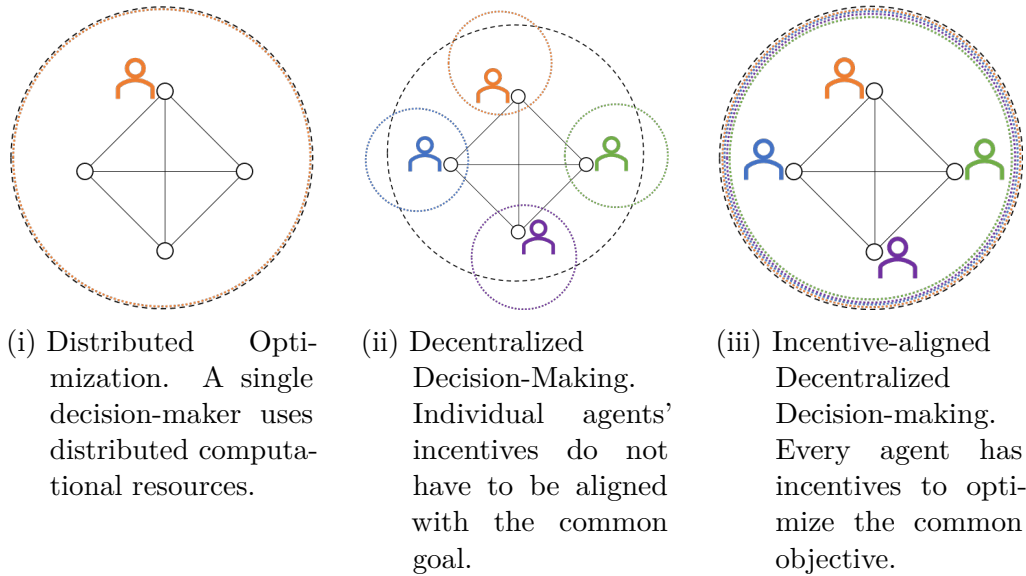 (i) Distributed Opti-
mization. A single
decision-maker uses
distributed computa-
tional resources.
(ii) Decentralized
Decision-Making.
Individual agents’
incentives do not
have to be aligned
with the common
goal.
(iii) Incentive-aligned
Decentralized
Decision-making.
Every agent has
incentives to opti-
mize the common
objective.